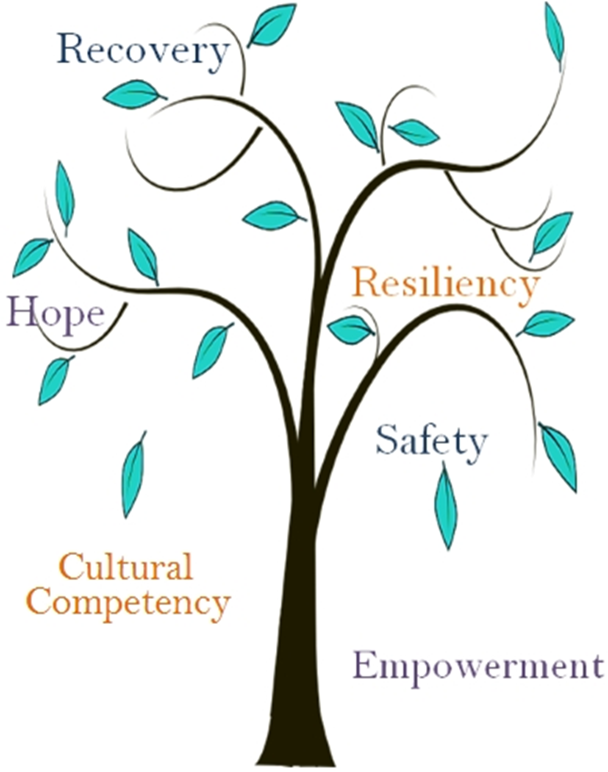 Recovery
Resiliency
Hope
Safety
Cultural
Competency
Empowerment